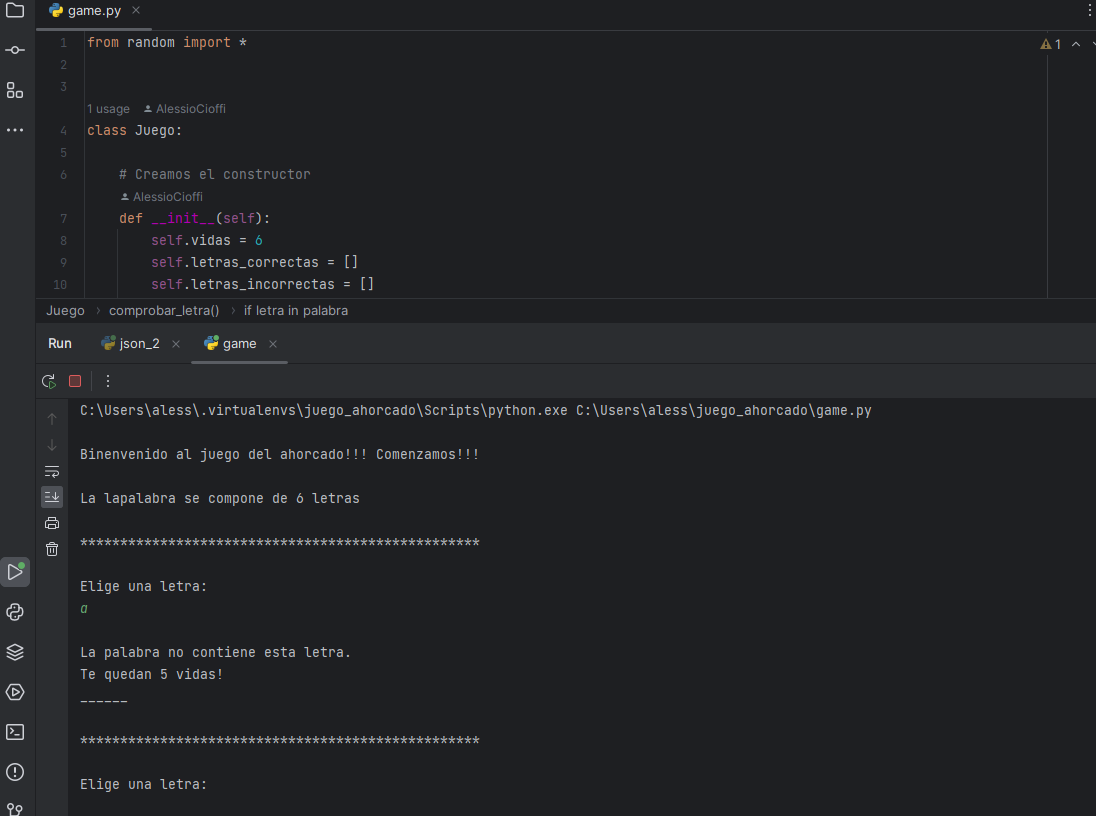 game.py
1 from random import *
1
2
3
1 usage AlessioCioffi
4 class Juego:
5
6 # Creamos el constructor
AlessioCioffi
7 def __init__(self):
8 self.vidas = 6
9 self.letras_correctas = []
10 self.letras_incorrectas = []
Juego > comprobar_letra() > if letra in palabra
Run json_2 game
C:\Users\aless\.virtualenvs\juego_ahorcado\Scripts\python.exe C:\Users\aless\juego_ahorcado\game.py
Binenvenido al juego del ahorcado!!! Comenzamos!!!
La lapalabra se compone de 6 letras
**************************************************
Elige una letra:
a
La palabra no contiene esta letra.
Te quedan 5 vidas!
------
**************************************************
Elige una letra: